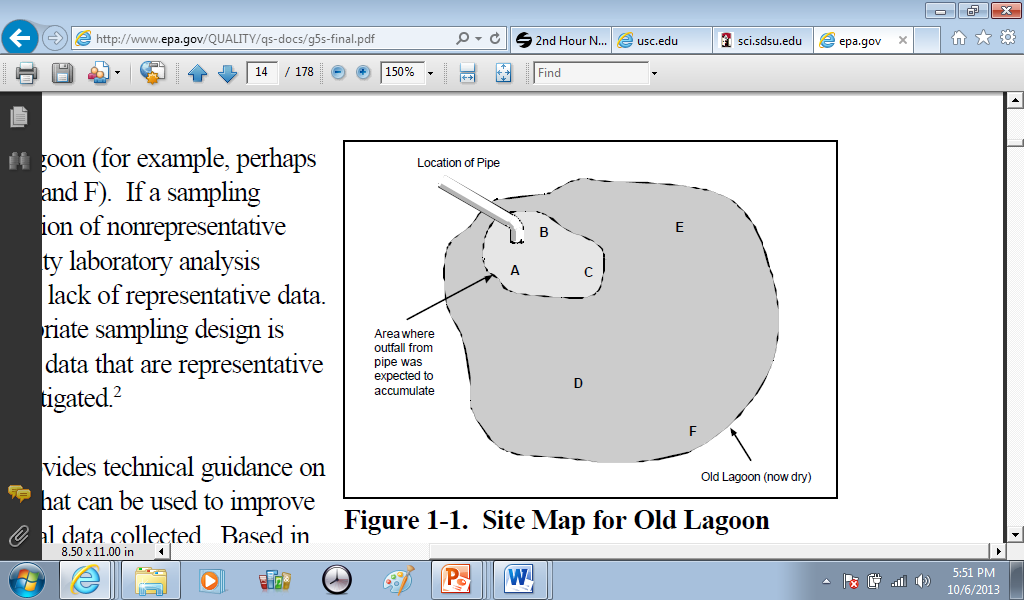 http://www.epa.gov/QUALITY/qs-docs/g5s-final.pdf
2nd Hour N...
usc.edu
sci.sdsu.edu
epa.gov
14 / 178
150%
Find
goon (for example, perhaps
and F). If a sampling
ion of nonrepresentative
ty laboratory analysis
lack of representative data.
riate sampling design is
data that are representative
tigated.2
vides technical guidance on
hat can be used to improve
al data collected. Based in
Location of Pipe
B
E
A
C
Area where
outfall from
pipe was
expected to
accumulate
D
F
Old Lagoon (now dry)
Figure 1-1. Site Map for Old Lagoon
8.50 x 11.00 in
5:51 PM
10/6/2013